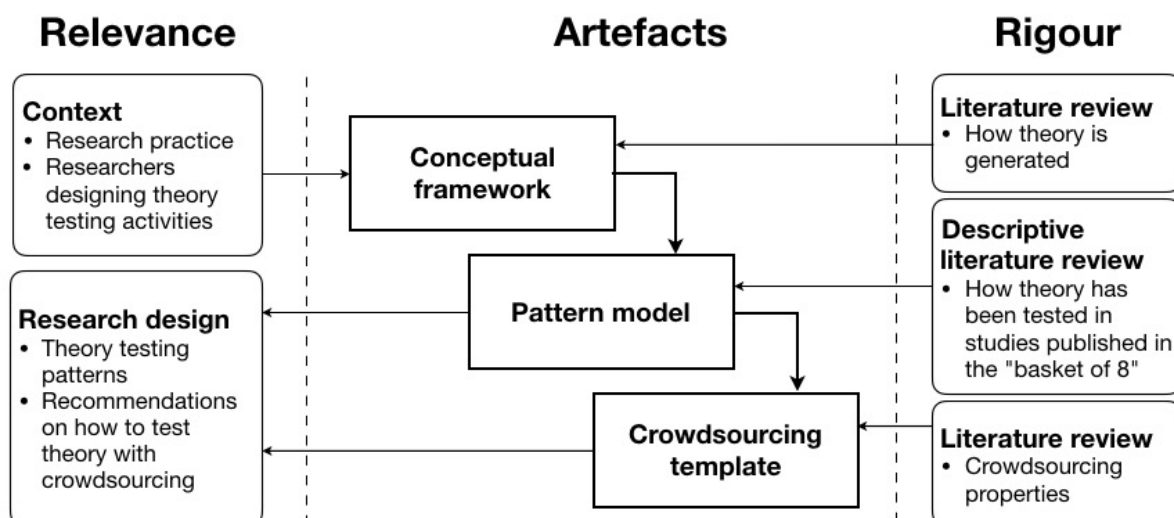 Relevance
Artefacts
Rigour
Context
• Research practice
• Researchers
designing theory
testing activities
Research design
• Theory testing
patterns
• Recommendations
on how to test
theory with
crowdsourcing
Conceptual
framework
Pattern model
Crowdsourcing
template
Literature review
• How theory is
generated
Descriptive
literature review
• How theory has
been tested in
studies published in
the "basket of 8"
Literature review
• Crowdsourcing
properties